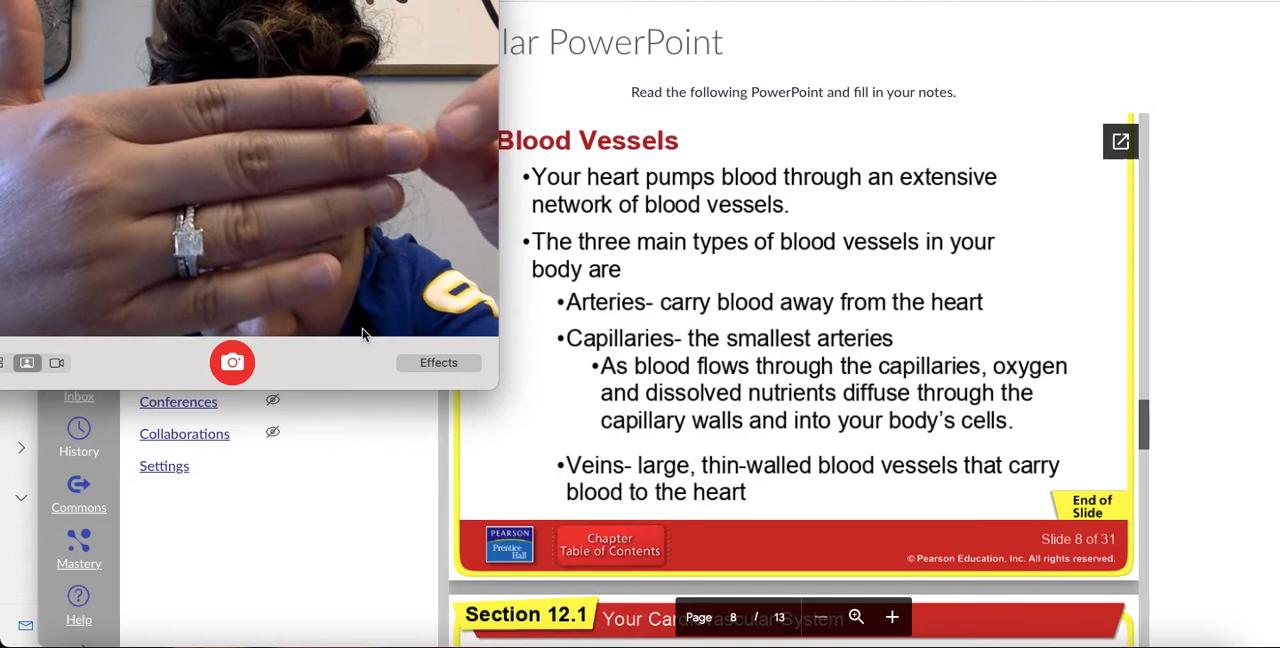 lar PowerPoint
Read the following PowerPoint and fill in your notes.
Blood Vessels
•Your heart pumps blood through an extensive
network of blood vessels.
•The three main types of blood vessels in your
body are
•Arteries- carry blood away from the heart
•Capillaries- the smallest arteries
•As blood flows through the capillaries, oxygen
and dissolved nutrients diffuse through the
capillary walls and into your body's cells.
•Veins- large, thin-walled blood vessels that carry
blood to the heart
End of
Slide
PEARSON
Prentice
Hall
Chapter
Table of Contents
Slide 8 of 31
© Pearson Education, Inc. All rights reserved.
Section 12.1
Your Cardiovascular System
Page 8 / 13
Effects
Inbox
History
Commons
Mastery
Help
Conferences
Collaborations
Settings